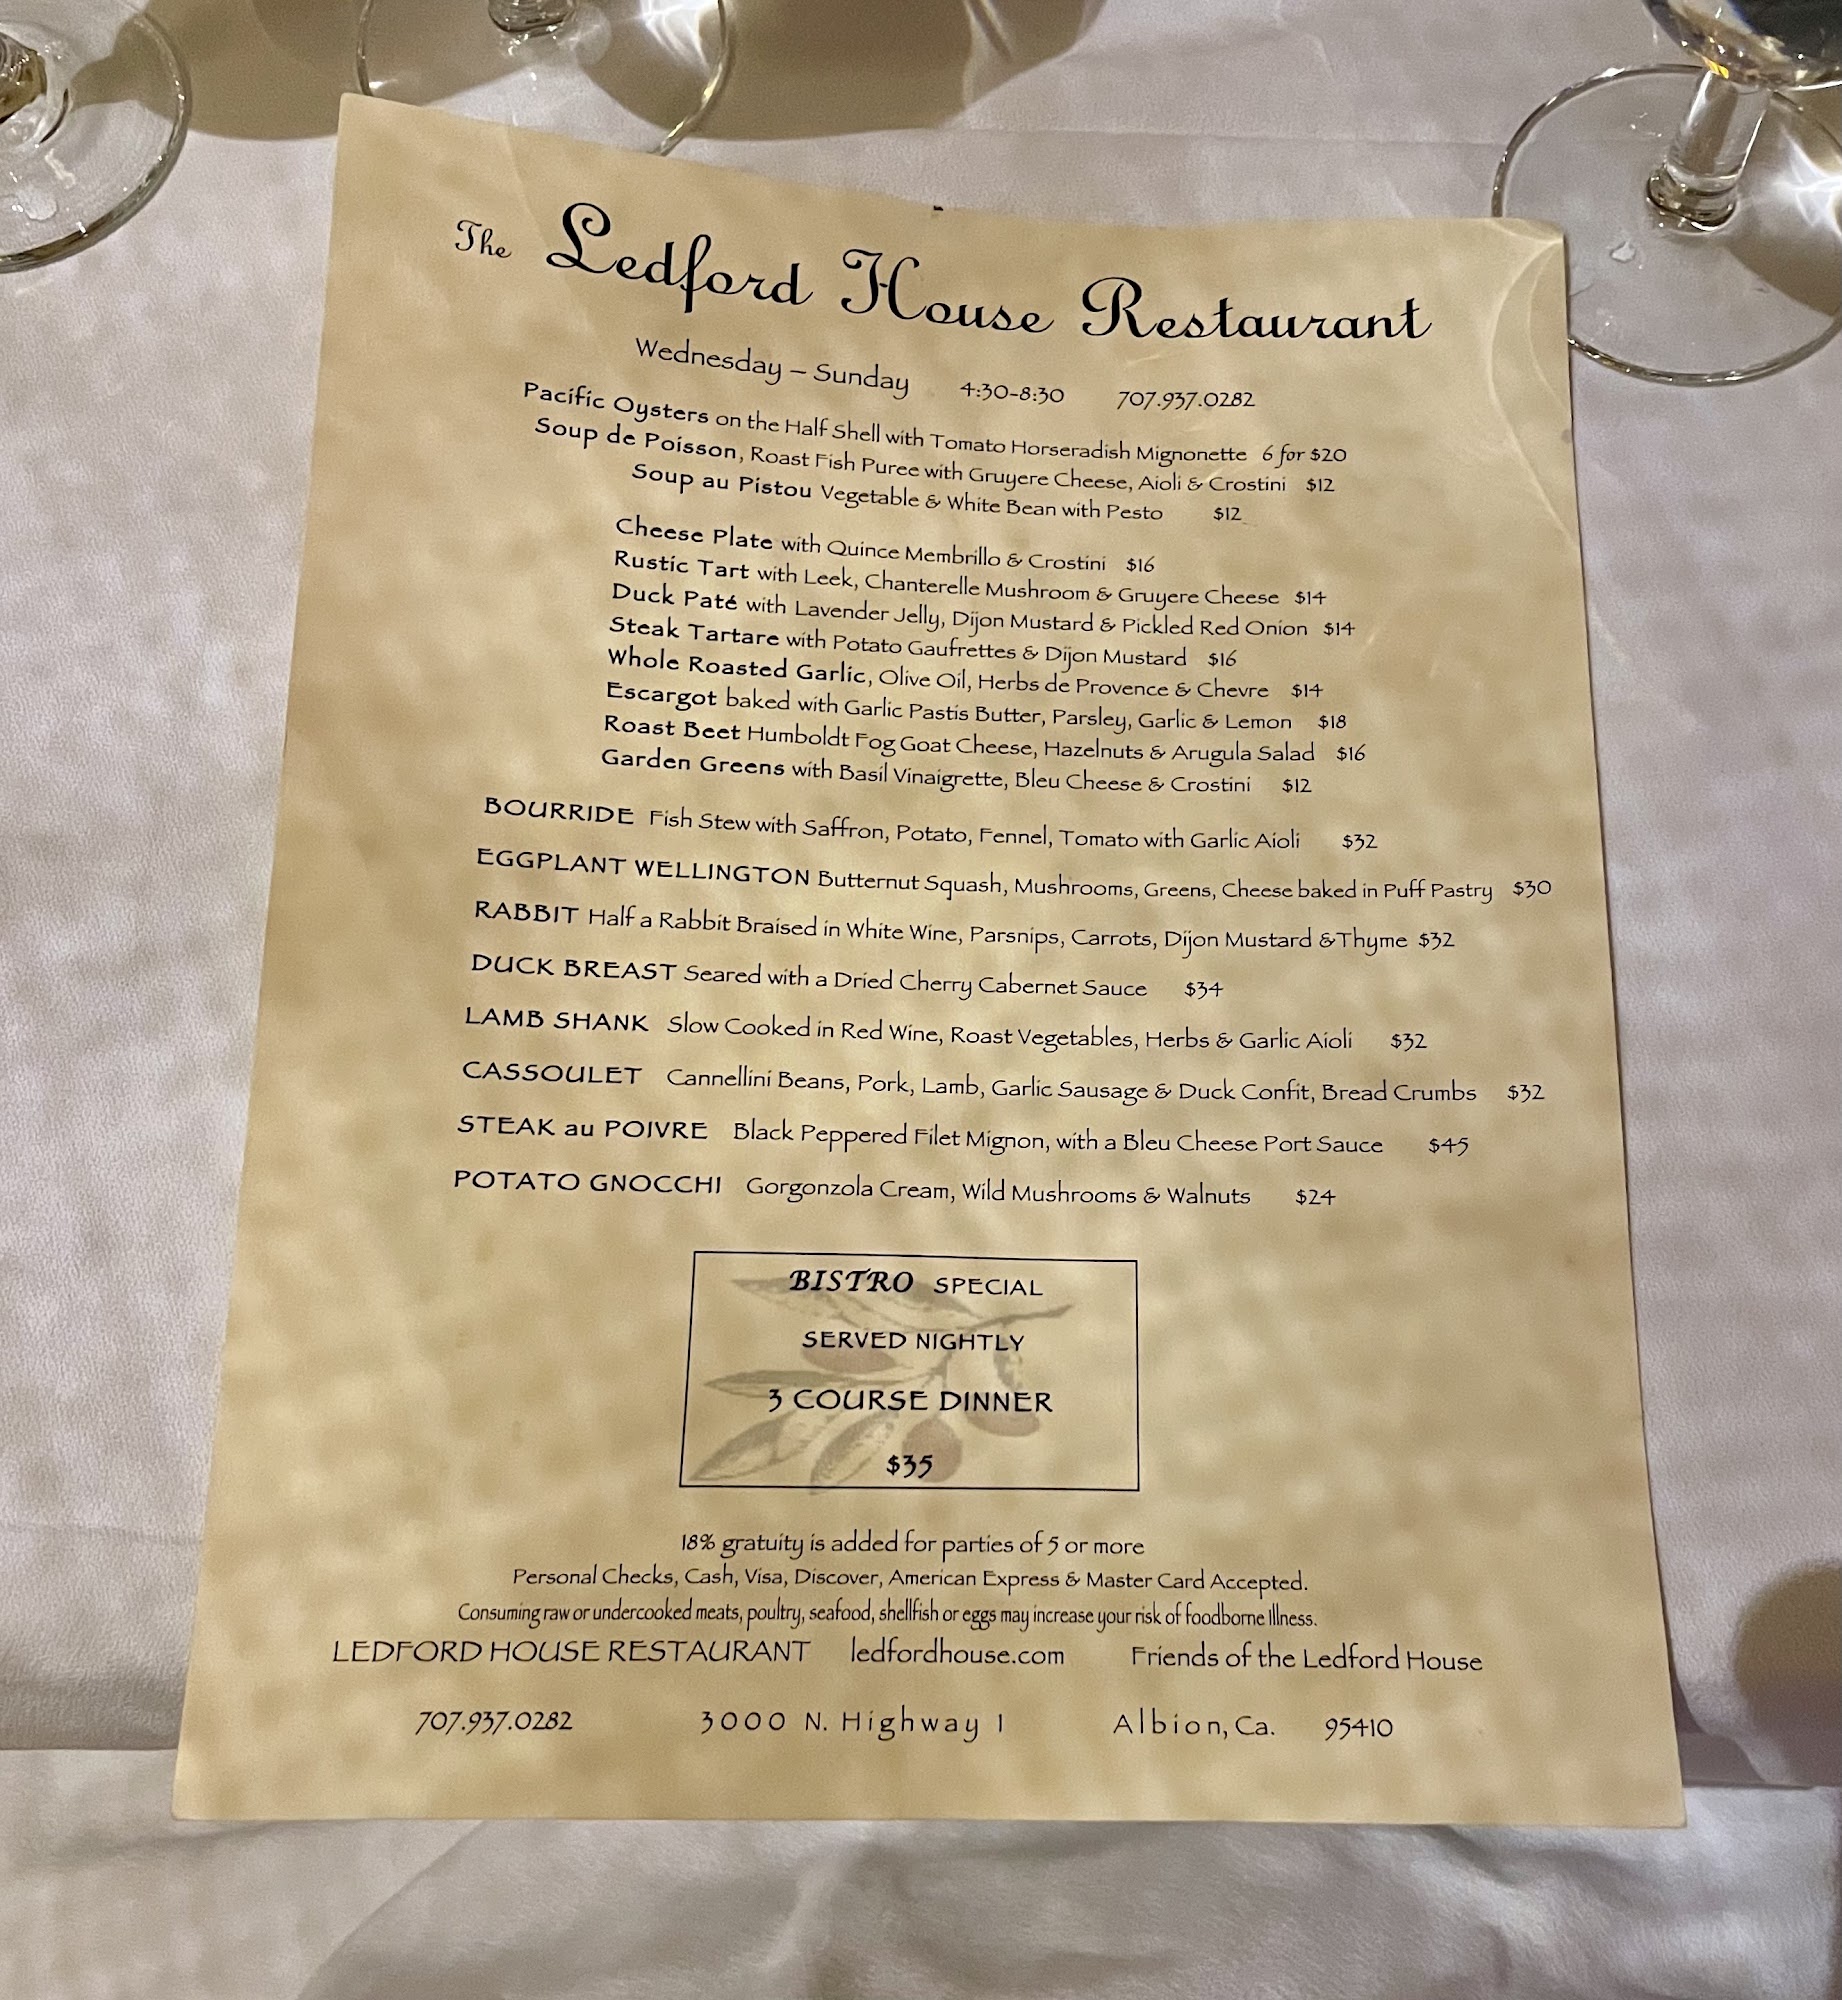 The Ledford House Restaurant
Wednesday – Sunday 4:30-8:30 707.937.0282
Pacific Oysters on the Half Shell with Tomato Horseradish Mignonette 6 for $20
Soup de Poisson, Roast Fish Puree with Gruyere Cheese, Aioli & Crostini $12
Soup au Pistou Vegetable & White Bean with Pesto $12
Cheese Plate with Quince Membrillo & Crostini $16
Rustic Tart with Leek, Chanterelle Mushroom & Gruyere Cheese $14
Duck Paté with Lavender Jelly, Dijon Mustard & Pickled Red Onion $14
Steak Tartare with Potato Gaufrettes & Dijon Mustard $16
Whole Roasted Garlic, Olive Oil, Herbs de Provence & Chevre $14
Escargot baked with Garlic Pastis Butter, Parsley, Garlic & Lemon $18
Roast Beet Humboldt Fog Goat Cheese, Hazelnuts & Arugula Salad $16
Garden Greens with Basil Vinaigrette, Bleu Cheese & Crostini $12
BOURRIDE Fish Stew with Saffron, Potato, Fennel, Tomato with Garlic Aioli $32
EGGPLANT WELLINGTON Butternut Squash, Mushrooms, Greens, Cheese baked in Puff Pastry $30
RABBIT Half a Rabbit Braised in White Wine, Parsnips, Carrots, Dijon Mustard &Thyme $32
DUCK BREAST Seared with a Dried Cherry Cabernet Sauce $34
LAMB SHANK Slow Cooked in Red Wine, Roast Vegetables, Herbs & Garlic Aioli $32
CASSOULET Cannellini Beans, Pork, Lamb, Garlic Sausage & Duck Confit, Bread Crumbs $32
STEAK au POIVRE Black Peppered Filet Mignon, with a Bleu Cheese Port Sauce $45
POTATO GNOCCHI Gorgonzola Cream, Wild Mushrooms & Walnuts $24
BISTRO SPECIAL
SERVED NIGHTLY
3 COURSE DINNER
$35
18% gratuity is added for parties of 5 or more
Personal Checks, Cash, Visa, Discover, American Express & Master Card Accepted.
Consuming raw or undercooked meats, poultry, seafood, shellfish or eggs may increase your risk of foodborne Illness.
LEDFORD HOUSE RESTAURANT ledfordhouse.com Friends of the Ledford House
707.937.0282 3000 N. Highway 1 Albion, Ca. 95410